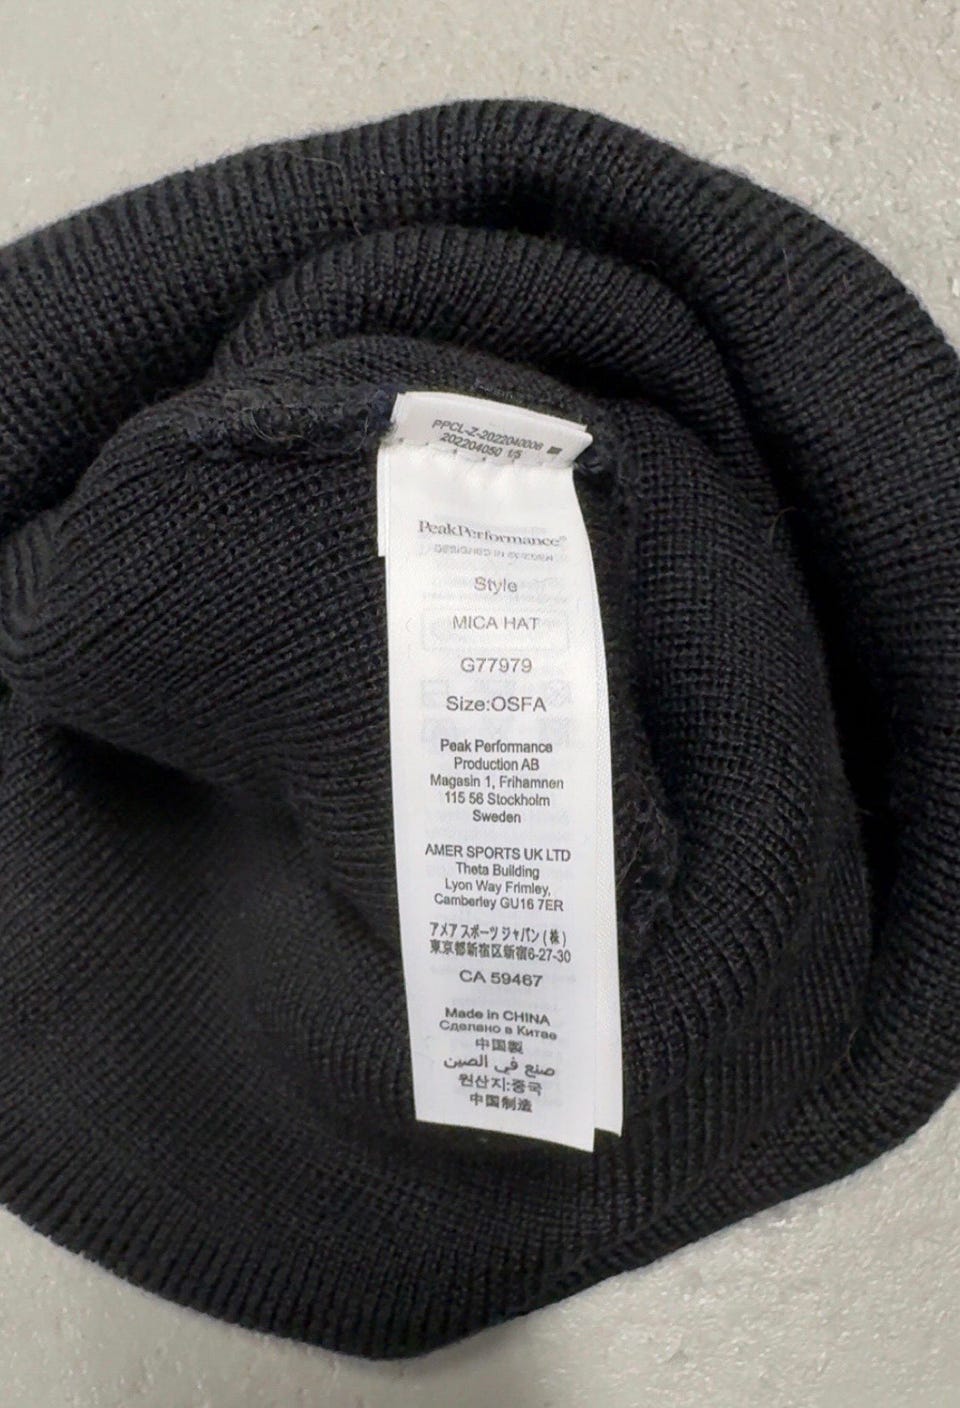 PPCL-Z-2022040006
202204050 1/5
PeakPerformance®
DESIGNED IN SWEDEN
Style
MICA HAT
G77979
Size:OSFA
Peak Performance
Production AB
Magasin 1, Frihamnen
115 56 Stockholm
Sweden
AMER SPORTS UK LTD
Theta Building
Lyon Way Frimley,
Camberley GU16 7ER
アメア スポーツ ジャパン (株)
東京都新宿区新宿6-27-30
CA 59467
Made in CHINA
Сделано в Китае
中国製
صنع في الصين
원산지:중국
中国制造